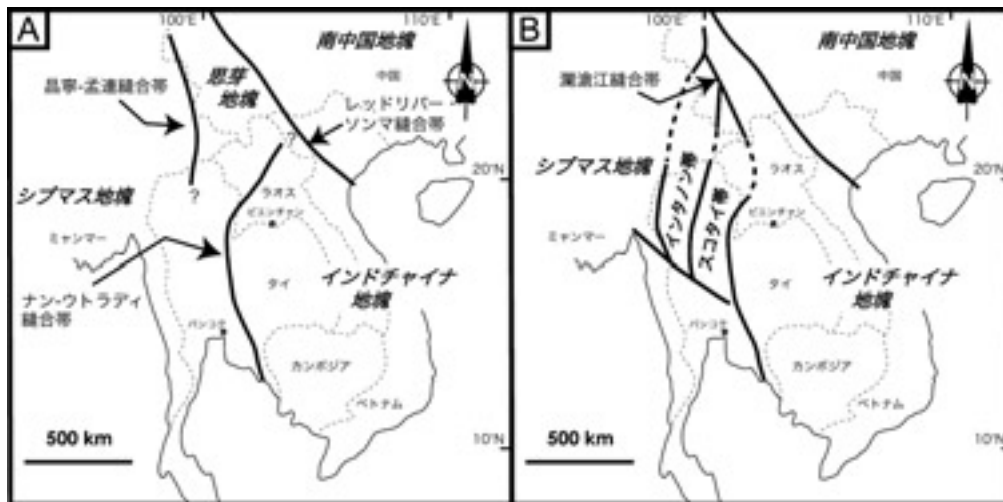 A
100°E
110°E
南中国地塊
中国
思芽
地塊
昌寧-孟連縫合帯
レッドリバー
ソンマ縫合帯
?
20°N
?
シブマス地塊
ラオス
ビエンチャン
ミャンマー
インドチャイナ
地塊
タイ
ナン-ウトラディ
縫合帯
バンコク
カンボジア
ベトナム
500 km
10°N
B
100°E
110°E
南中国地塊
中国
瀾滄江縫合帯
20°N
シブマス地塊
インタノン帯
スコタイ帯
ラオス
ビエンチャン
ミャンマー
インドチャイナ
地塊
タイ
バンコク
カンボジア
ベトナム
500 km
10°N